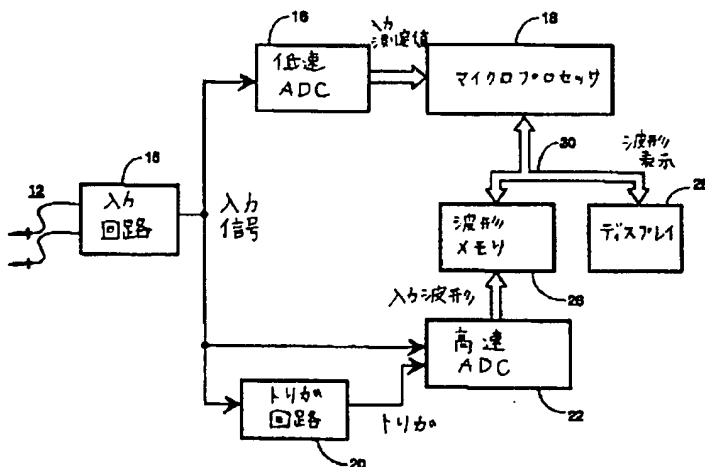 16
低速
ADC
入力
測定値
18
マイクロプロセッサ
30
波形
表示
28
ディスプレイ
12
15
入力
回路
入力
信号
波形
メモリ
26
入力波形
高速
ADC
22
トリガ
回路
20
トリガ